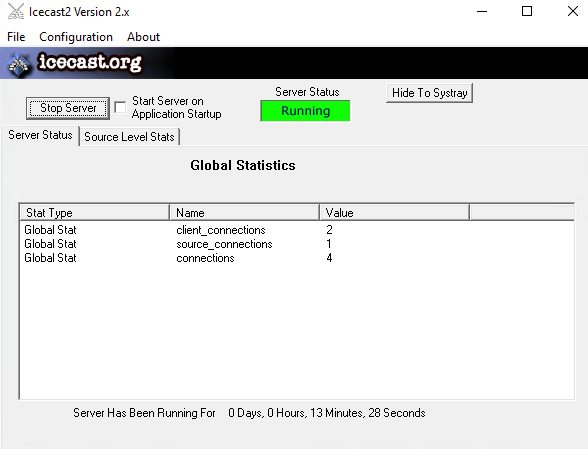 Icecast2 Version 2.x
File Configuration About
icecast.org
Stop Server
Start Server on
Application Startup
Server Status
Running
Hide To Systray
Server Status Source Level Stats
Global Statistics
Stat Type Name Value
Global Stat client_connections 2
Global Stat source_connections 1
Global Stat connections 4
Server Has Been Running For 0 Days, 0 Hours, 13 Minutes, 28 Seconds